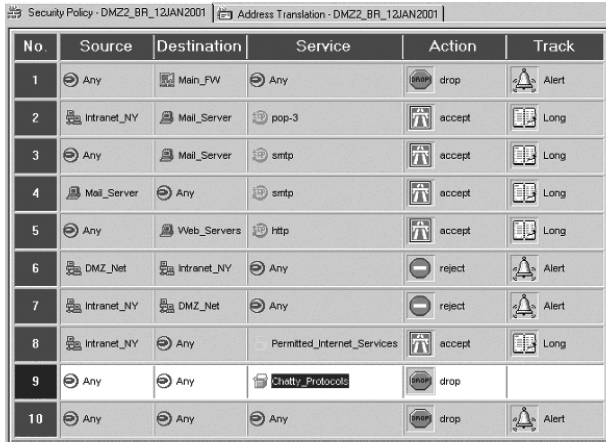 Security Policy - DMZ2_BR_12JAN2001 Address Translation - DMZ2_BR_12JAN2001
No. Source Destination Service Action Track
1 Any Main_FW Any DROP drop Alert
2 Intranet_NY Mail_Server pop-3 accept Long
3 Any Mail_Server smtp accept Long
4 Mail_Server Any smtp accept Long
5 Any Web_Servers http accept Long
6 DMZ_Net Intranet_NY Any reject Alert
7 Intranet_NY DMZ_Net Any reject Alert
8 Intranet_NY Any Permitted_Internet_Services accept Long
9 Any Any Chatty_Protocols DROP drop
10 Any Any Any DROP drop Alert